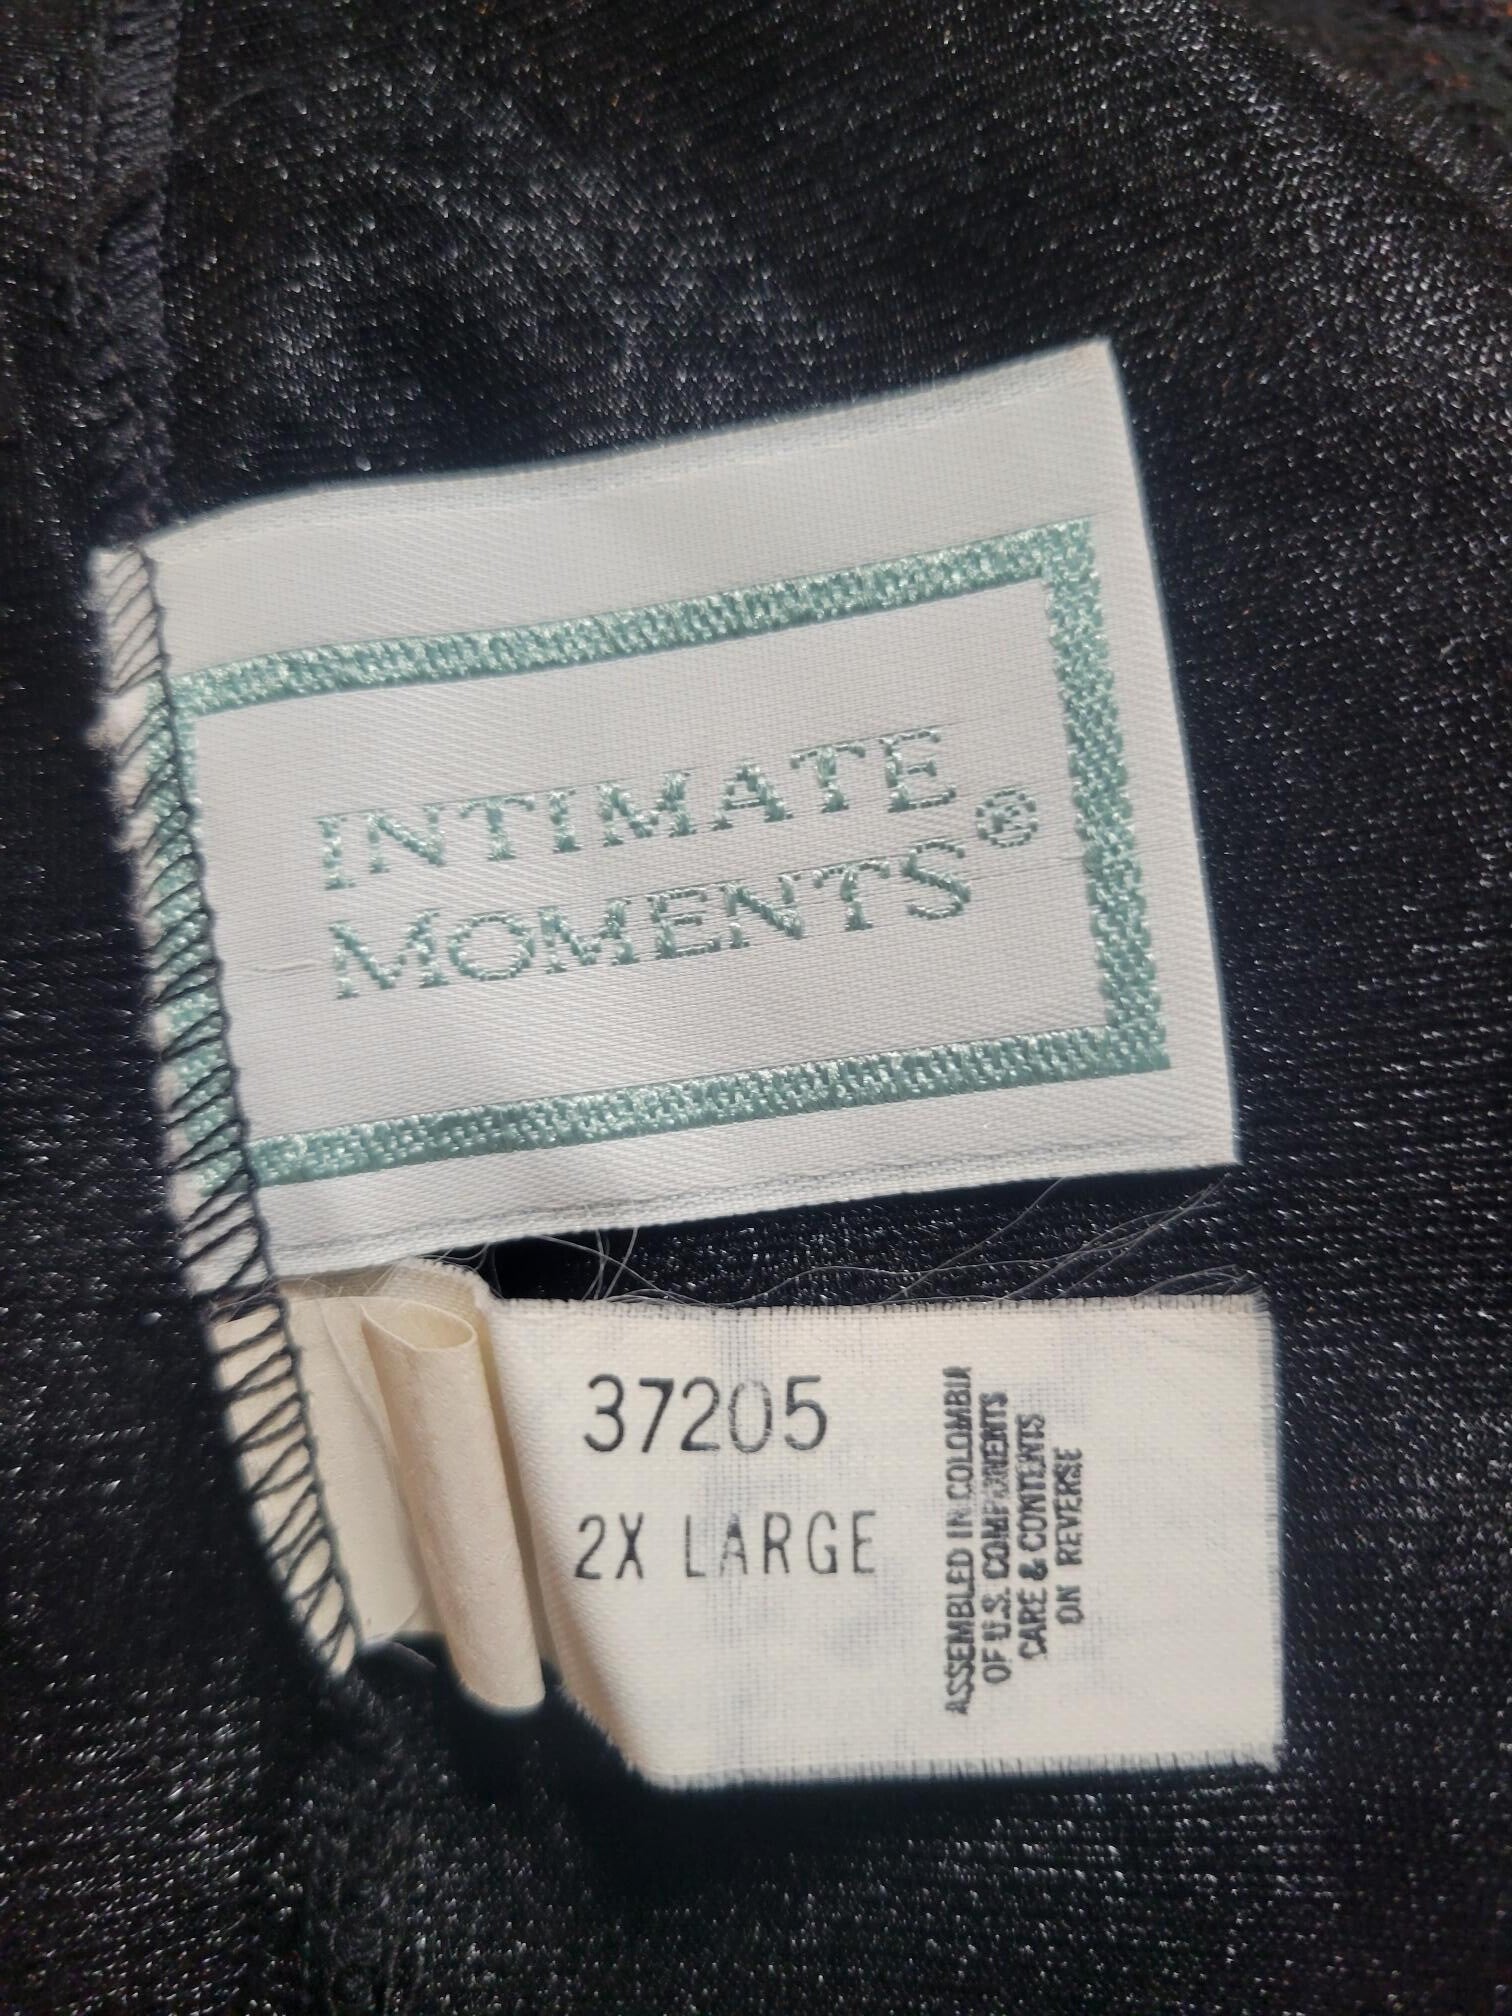 INTIMATE
MOMENTS®
37205
2X LARGE
ASSEMBLED IN COLOMBIA
OF U.S. COMPONENTS
CARE & CONTENTS
ON REVERSE